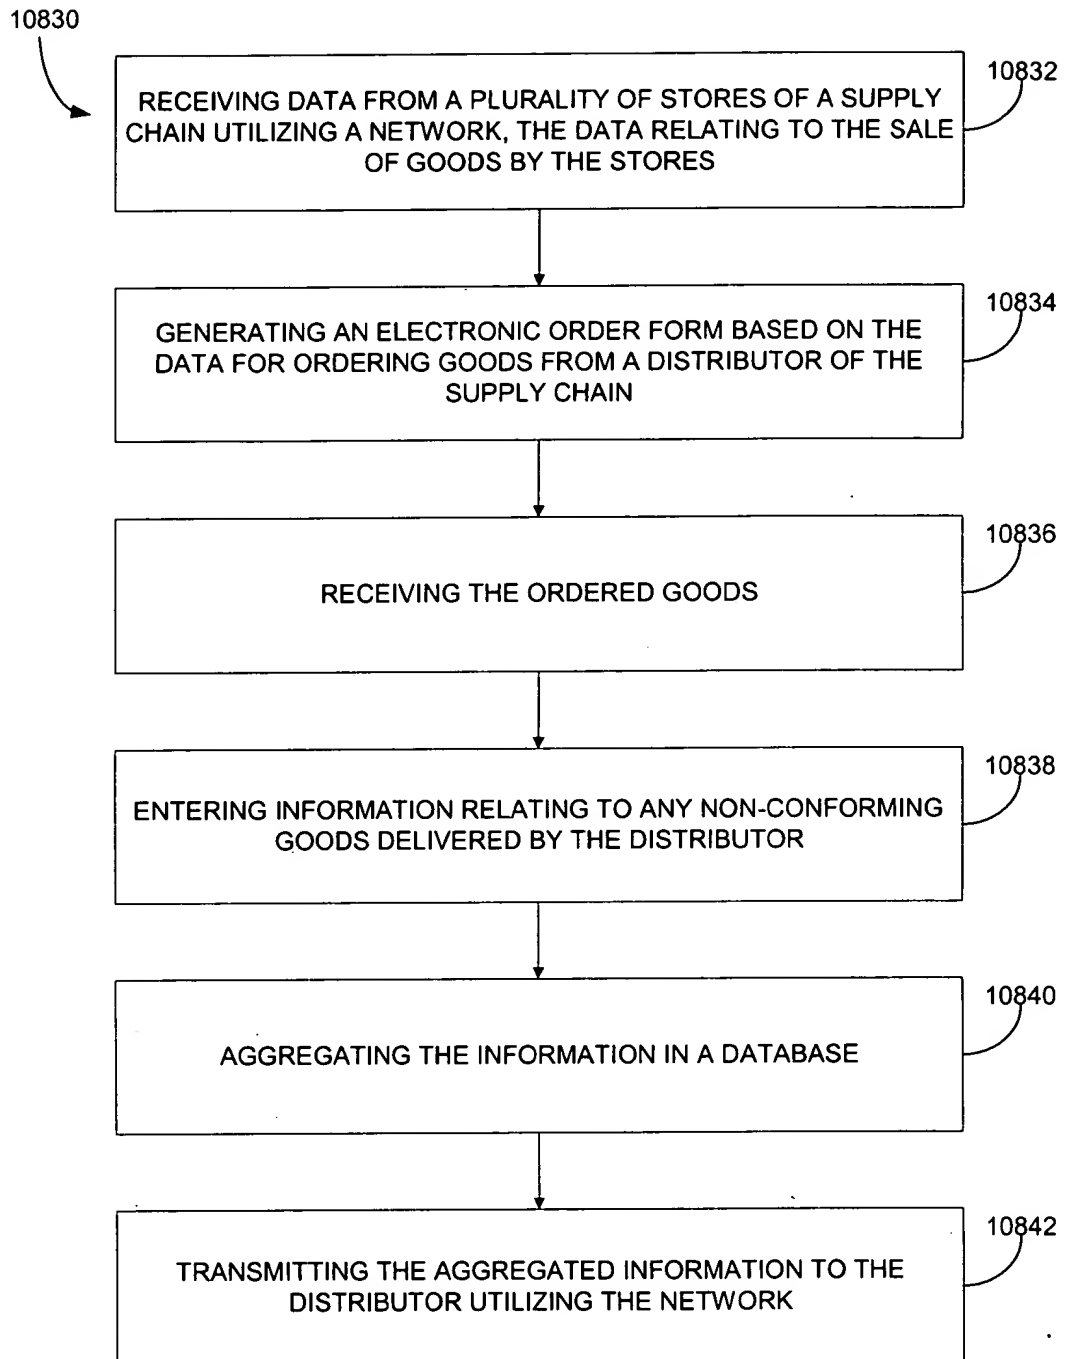 10830
10832
RECEIVING DATA FROM A PLURALITY OF STORES OF A SUPPLY
CHAIN UTILIZING A NETWORK, THE DATA RELATING TO THE SALE
OF GOODS BY THE STORES
10834
GENERATING AN ELECTRONIC ORDER FORM BASED ON THE
DATA FOR ORDERING GOODS FROM A DISTRIBUTOR OF THE
SUPPLY CHAIN
10836
RECEIVING THE ORDERED GOODS
10838
ENTERING INFORMATION RELATING TO ANY NON-CONFORMING
GOODS DELIVERED BY THE DISTRIBUTOR
10840
AGGREGATING THE INFORMATION IN A DATABASE
10842
TRANSMITTING THE AGGREGATED INFORMATION TO THE
DISTRIBUTOR UTILIZING THE NETWORK